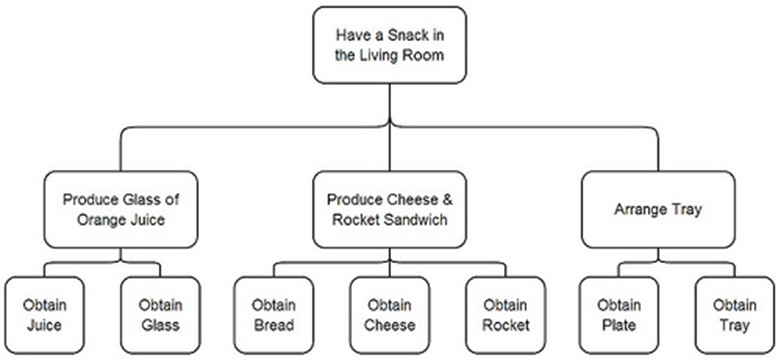 Have a Snack in
the Living Room
Produce Glass of
Orange Juice
Produce Cheese &
Rocket Sandwich
Arrange Tray
Obtain
Juice
Obtain
Glass
Obtain
Bread
Obtain
Cheese
Obtain
Rocket
Obtain
Plate
Obtain
Tray